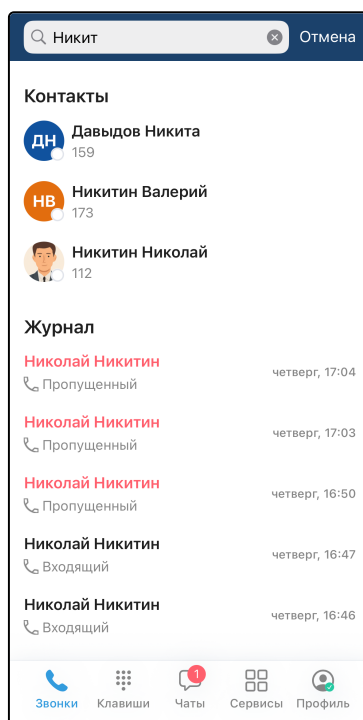 Никит
Отмена
Контакты
ДН
Давыдов Никита
159
НВ
Никитин Валерий
173
Никитин Николай
112
Журнал
Николай Никитин
Пропущенный
четверг, 17:04
Николай Никитин
Пропущенный
четверг, 17:03
Николай Никитин
Пропущенный
четверг, 16:50
Николай Никитин
Входящий
четверг, 16:47
Николай Никитин
Входящий
четверг, 16:46
1
Звонки Клавиши Чаты Сервисы Профиль